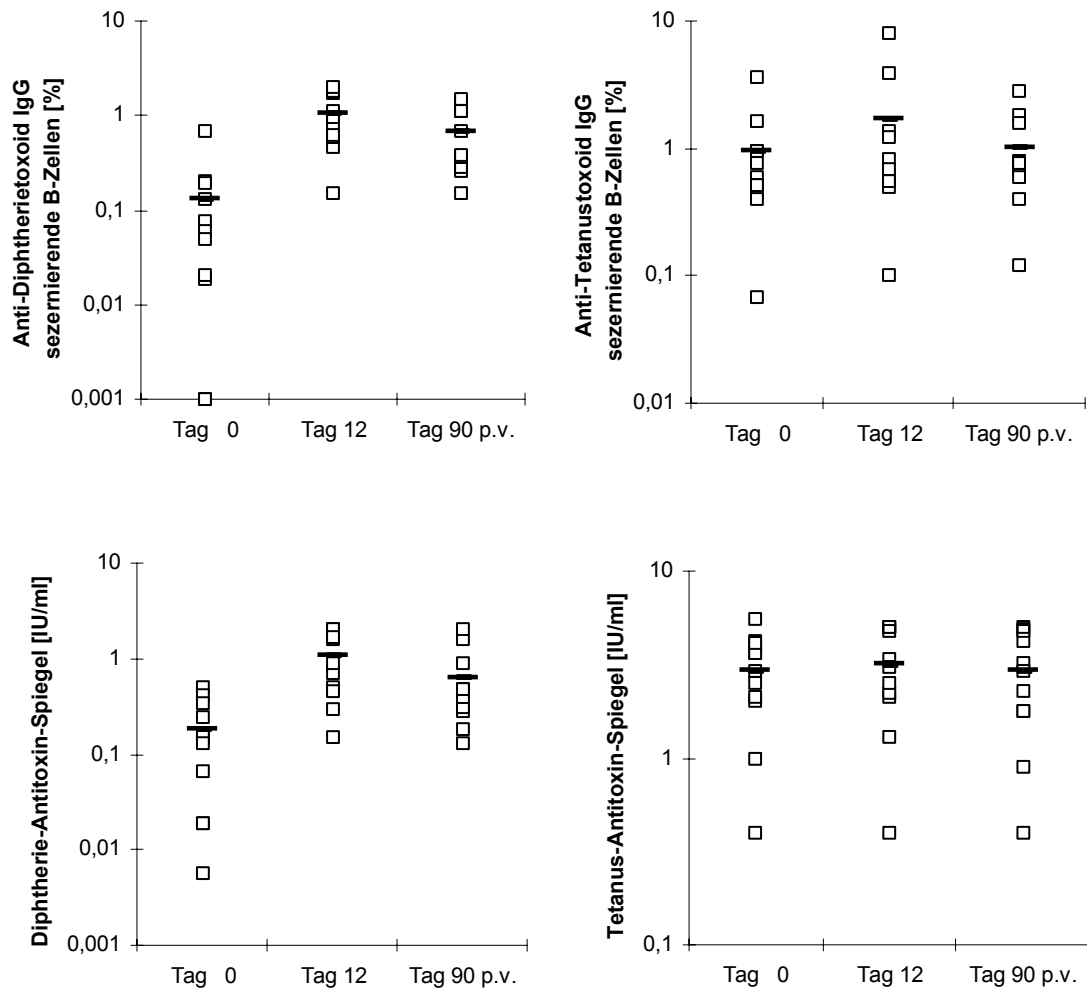 Anti-Diphtherietoxoid IgG
sezernierende B-Zellen [%]
10
1
0,1
0,01
0,001
Tag 0
Tag 12
Tag 90 p.v.
Anti-Tetanustoxoid IgG
sezernierende B-Zellen [%]
10
1
0,1
0,01
Tag 0
Tag 12
Tag 90 p.v.
Diphtherie-Antitoxin-Spiegel [IU/ml]
10
1
0,1
0,01
0,001
Tag 0
Tag 12
Tag 90 p.v.
Tetanus-Antitoxin-Spiegel [IU/ml]
10
1
0,1
Tag 0
Tag 12
Tag 90 p.v.